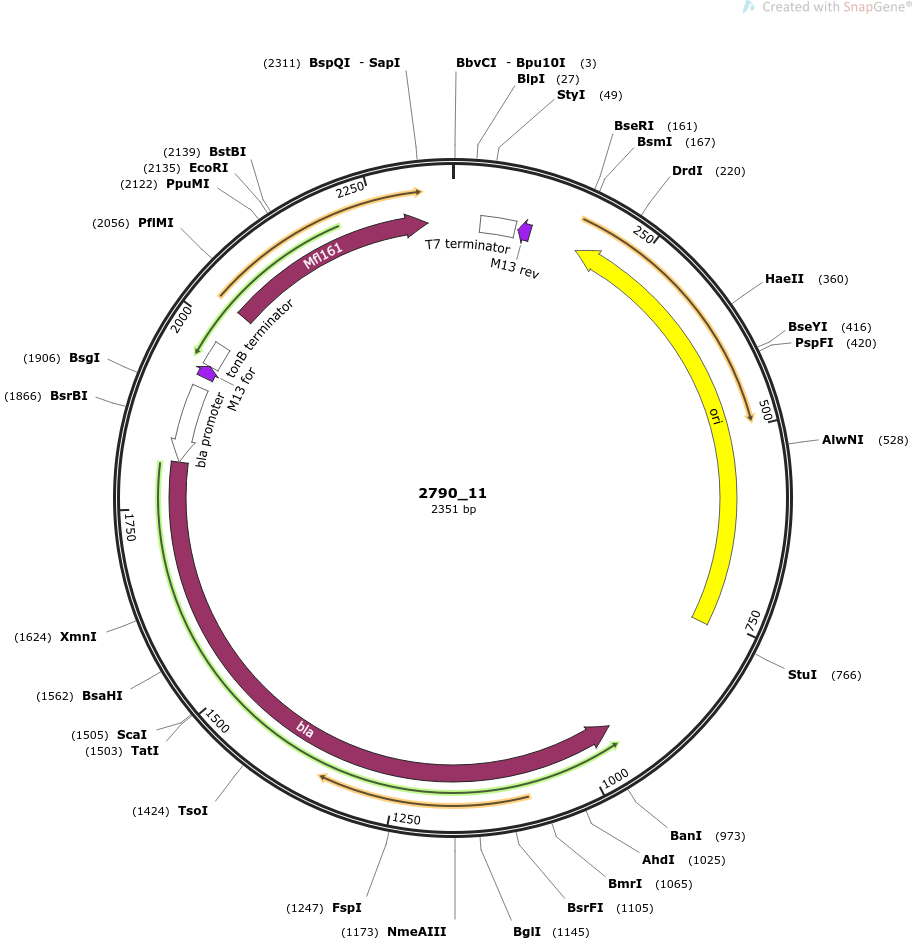 Created with SnapGene®
(2311) BspQI - SapI
BbvCI - Bpu10I (3)
BlpI (27)
StyI (49)
BseRI (161)
BsmI (167)
DrdI (220)
HaeII (360)
BseYI (416)
PspFI (420)
AlwNI (528)
StuI (766)
BanI (973)
AhdI (1025)
BmrI (1065)
BsrFI (1105)
BglI (1145)
(1173) NmeAIII
(1247) FspI
(1424) TsoI
(1503) TatI
(1505) ScaI
(1562) BsaHI
(1624) XmnI
(1866) BsrBI
(1906) BsgI
(2056) PflMI
(2122) PpuMI
(2135) EcoRI
(2139) BstBI
250
500
750
1000
1250
1500
1750
2000
2250
T7 terminator
M13 rev
ori
bla
bla promoter
M13 for
tonB terminator
Mfl161
2790_11
2351 bp